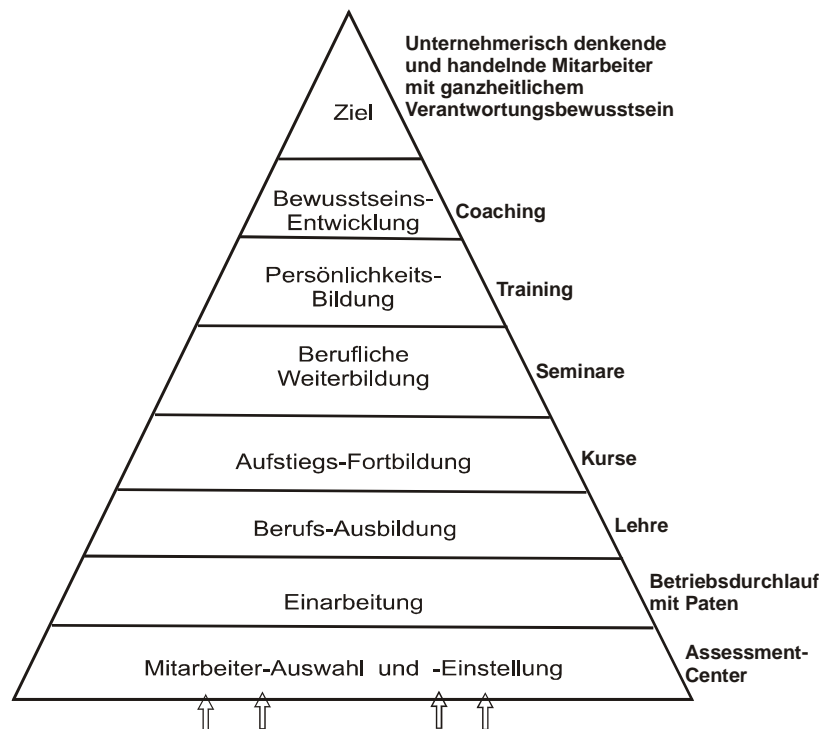 Unternehmerisch denkende
und handelnde Mitarbeiter
mit ganzheitlichem
Verantwortungsbewusstsein
Ziel
Bewusstseins-
Entwicklung
Coaching
Persönlichkeits-
Bildung
Training
Berufliche
Weiterbildung
Seminare
Aufstiegs-Fortbildung
Kurse
Berufs-Ausbildung
Lehre
Einarbeitung
Betriebsdurchlauf
mit Paten
Mitarbeiter-Auswahl und -Einstellung
Assessment-
Center